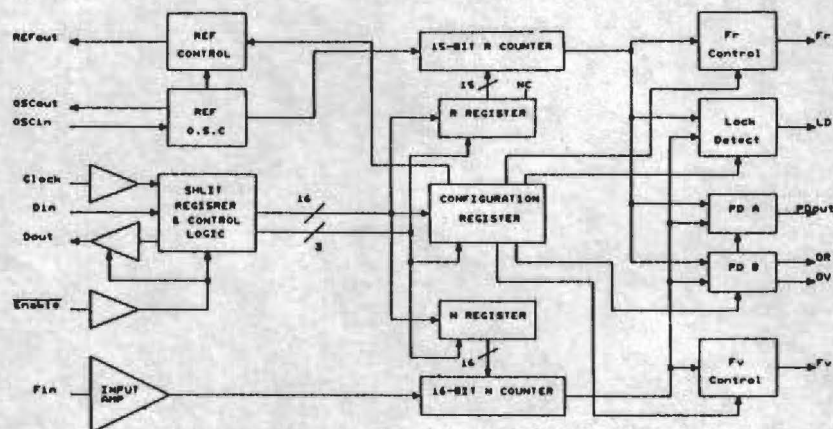 REFout
REF
CONTROL
15-BIT R COUNTER
Fr
Control
Fr
OSCout
OSCin
REF
O.S.C
15
NC
R REGISTER
Lock
Detect
LD
Clock
Din
Dout
SHLIT
REGISRER
& CONTROL
LOGIC
16
3
CONFIGURATION
REGISTER
PD A
PDout
PD B
DR
DV
Enable
N REGISTER
16
Fin
INPUT
AMP
16-BIT N COUNTER
Fv
Control
Fv